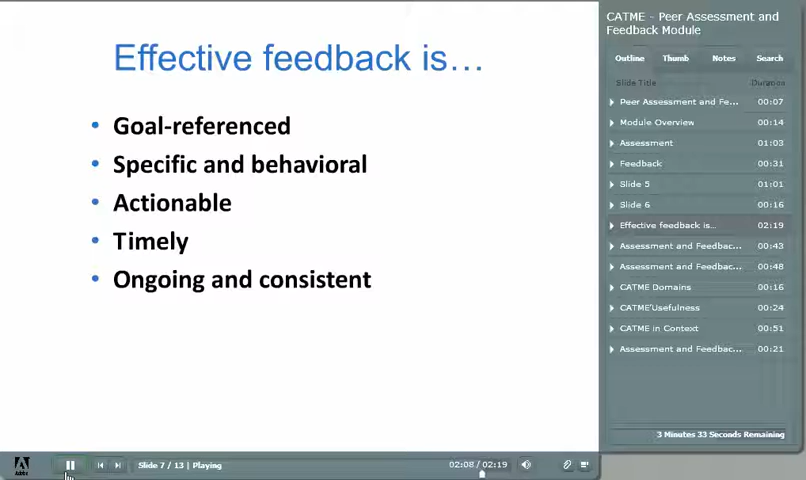 Effective feedback is…
• Goal-referenced
• Specific and behavioral
• Actionable
• Timely
• Ongoing and consistent
CATME - Peer Assessment and
Feedback Module
Outline Thumb Notes Search
Slide Title Duration
Peer Assessment and Fe... 00:07
Module Overview 00:14
Assessment 01:03
Feedback 00:31
Slide 5 01:01
Slide 6 00:16
Effective feedback is... 02:19
Assessment and Feedbac... 00:43
Assessment and Feedbac... 00:48
CATME Domains 00:16
CATME Usefulness 00:24
CATME in Context 00:51
Assessment and Feedbac... 00:21
3 Minutes 33 Seconds Remaining
Adobe
Slide 7 / 13 | Playing
02:08 / 02:19